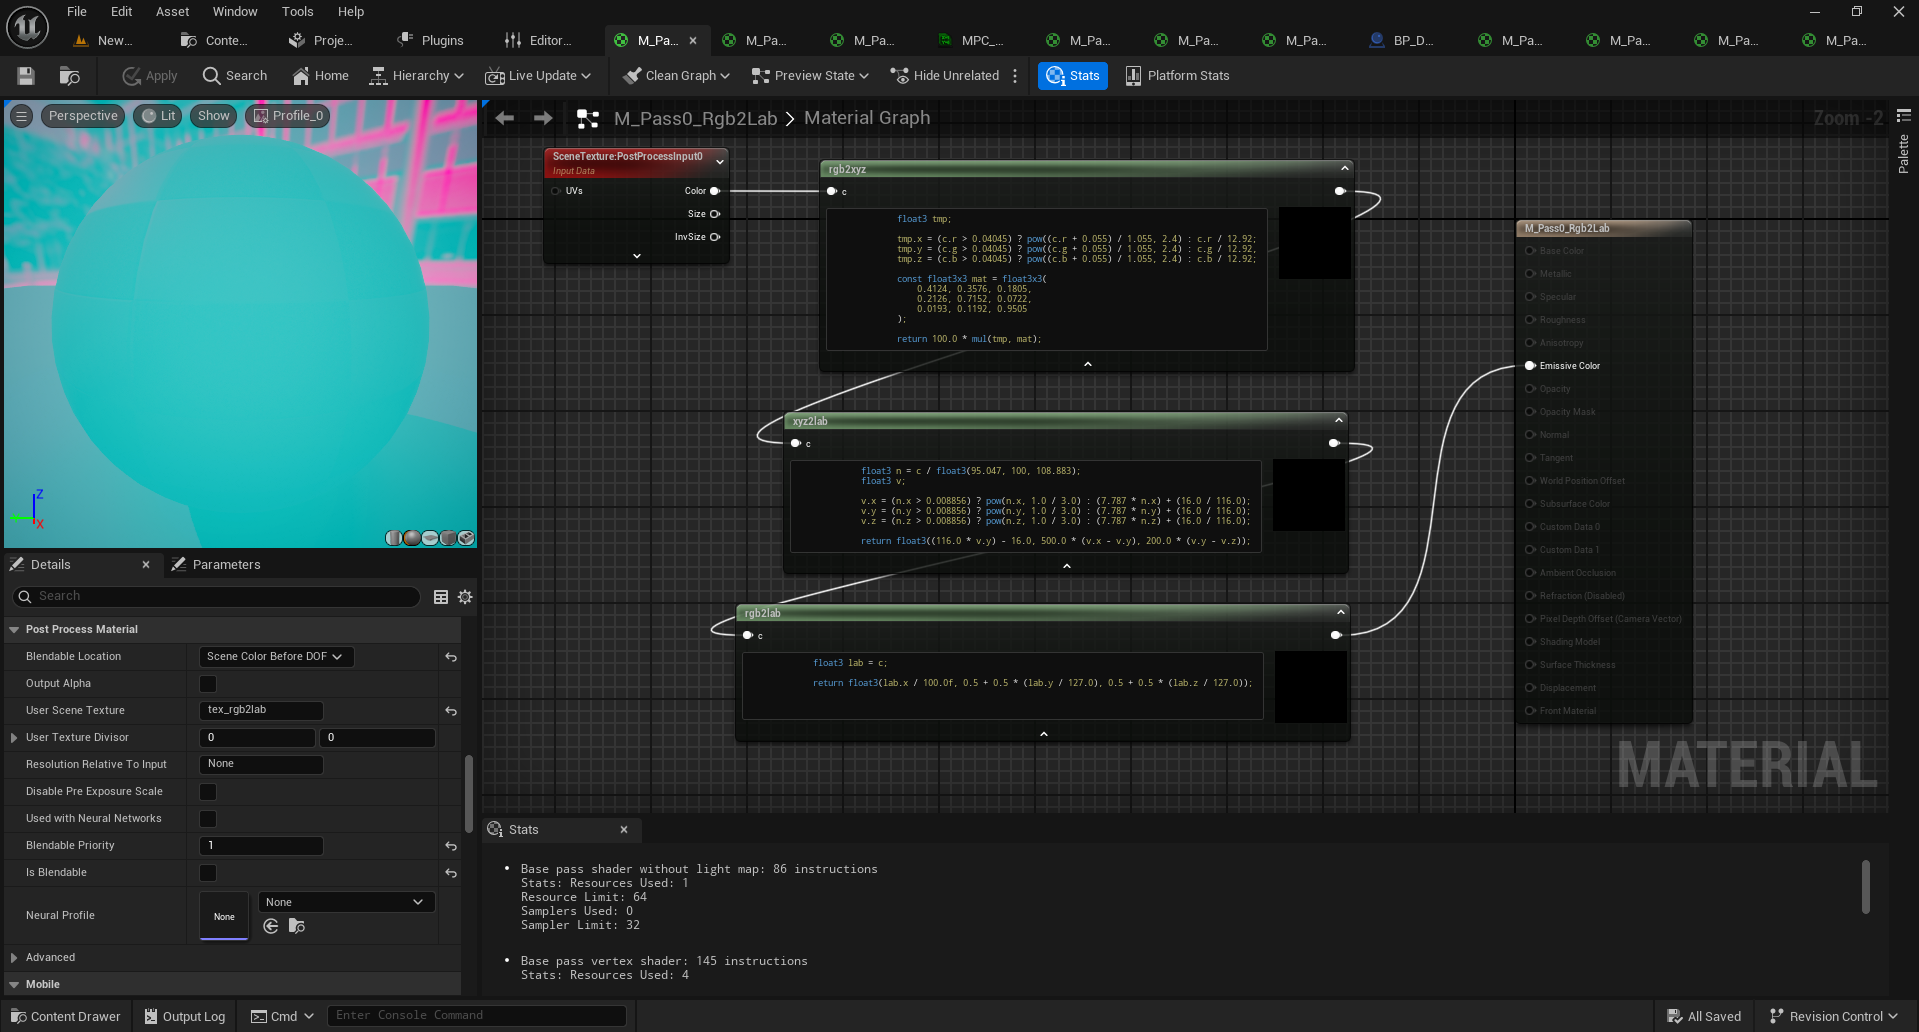 File Edit Asset Window Tools Help
New... Conte... Proje... Plugins Editor... M_Pa... M_Pa... M_Pa... MPC_... M_Pa... M_Pa... M_Pa... BP_D... M_Pa... M_Pa... M_Pa... M_Pa...
Apply Search Home Hierarchy Live Update Clean Graph Preview State Hide Unrelated Stats Platform Stats
Perspective Lit Show Profile_0
M_Pass0_Rgb2Lab > Material Graph
Zoom -2
Palette
SceneTexture:PostProcessInput0
Input Data
UVs Color
Size
InvSize
rgb2xyz
c
float3 tmp;
tmp.x = (c.r > 0.04045) ? pow((c.r + 0.055) / 1.055, 2.4) : c.r / 12.92;
tmp.y = (c.g > 0.04045) ? pow((c.g + 0.055) / 1.055, 2.4) : c.g / 12.92,
tmp.z = (c.b > 0.04045) ? pow((c.b + 0.055) / 1.055, 2.4) : c.b / 12.92;
const float3x3 mat = float3x3(
0.4124, 0.3576, 0.1805,
0.2126, 0.7152, 0.0722,
0.0193, 0.1192, 0.9505
);
return 100.0 * mul(tmp, mat);
xyz2lab
c
float3 n = c / float3(95.047, 100, 108.883);
float3 v;
v.x = (n.x > 0.008856) ? pow(n.x, 1.0 / 3.0) : (7.787 * n.x) + (16.0 / 116.0);
v.y = (n.y > 0.008856) ? pow(n.y, 1.0 / 3.0) : (7.787 * n.y) + (16.0 / 116.0);
v.z = (n.z > 0.008856) ? pow(n.z, 1.0 / 3.0) : (7.787 * n.z) + (16.0 / 116.0);
return float3((116.0 * v.y) - 16.0, 500.0 * (v.x - v.y), 200.0 * (v.y - v.z));
rgb2lab
c
float3 lab = c;
return float3(lab.x / 100.0f, 0.5 + 0.5 * (lab.y / 127.0), 0.5 + 0.5 * (lab.z / 127.0));
M_Pass0_Rgb2Lab
Base Color
Metallic
Specular
Roughness
Anisotropy
Emissive Color
Opacity
Opacity Mask
Normal
Tangent
World Position Offset
Subsurface Color
Custom Data 0
Custom Data 1
Ambient Occlusion
Refraction (Disabled)
Pixel Depth Offset (Camera Vector)
Shading Model
Surface Thickness
Displacement
Front Material
MATERIAL
Z
Y
X
Details Parameters
Search
Post Process Material
Blendable Location Scene Color Before DOF
Output Alpha
User Scene Texture tex_rgb2lab
User Texture Divisor 0 0
Resolution Relative To Input None
Disable Pre Exposure Scale
Used with Neural Networks
Blendable Priority 1
Is Blendable
Neural Profile None None
Advanced
Mobile
Stats
• Base pass shader without light map: 86 instructions
Stats: Resources Used: 1
Resource Limit: 64
Samplers Used: 0
Sampler Limit: 32
• Base pass vertex shader: 145 instructions
Stats: Resources Used: 4
Content Drawer Output Log Cmd Enter Console Command All Saved Revision Control